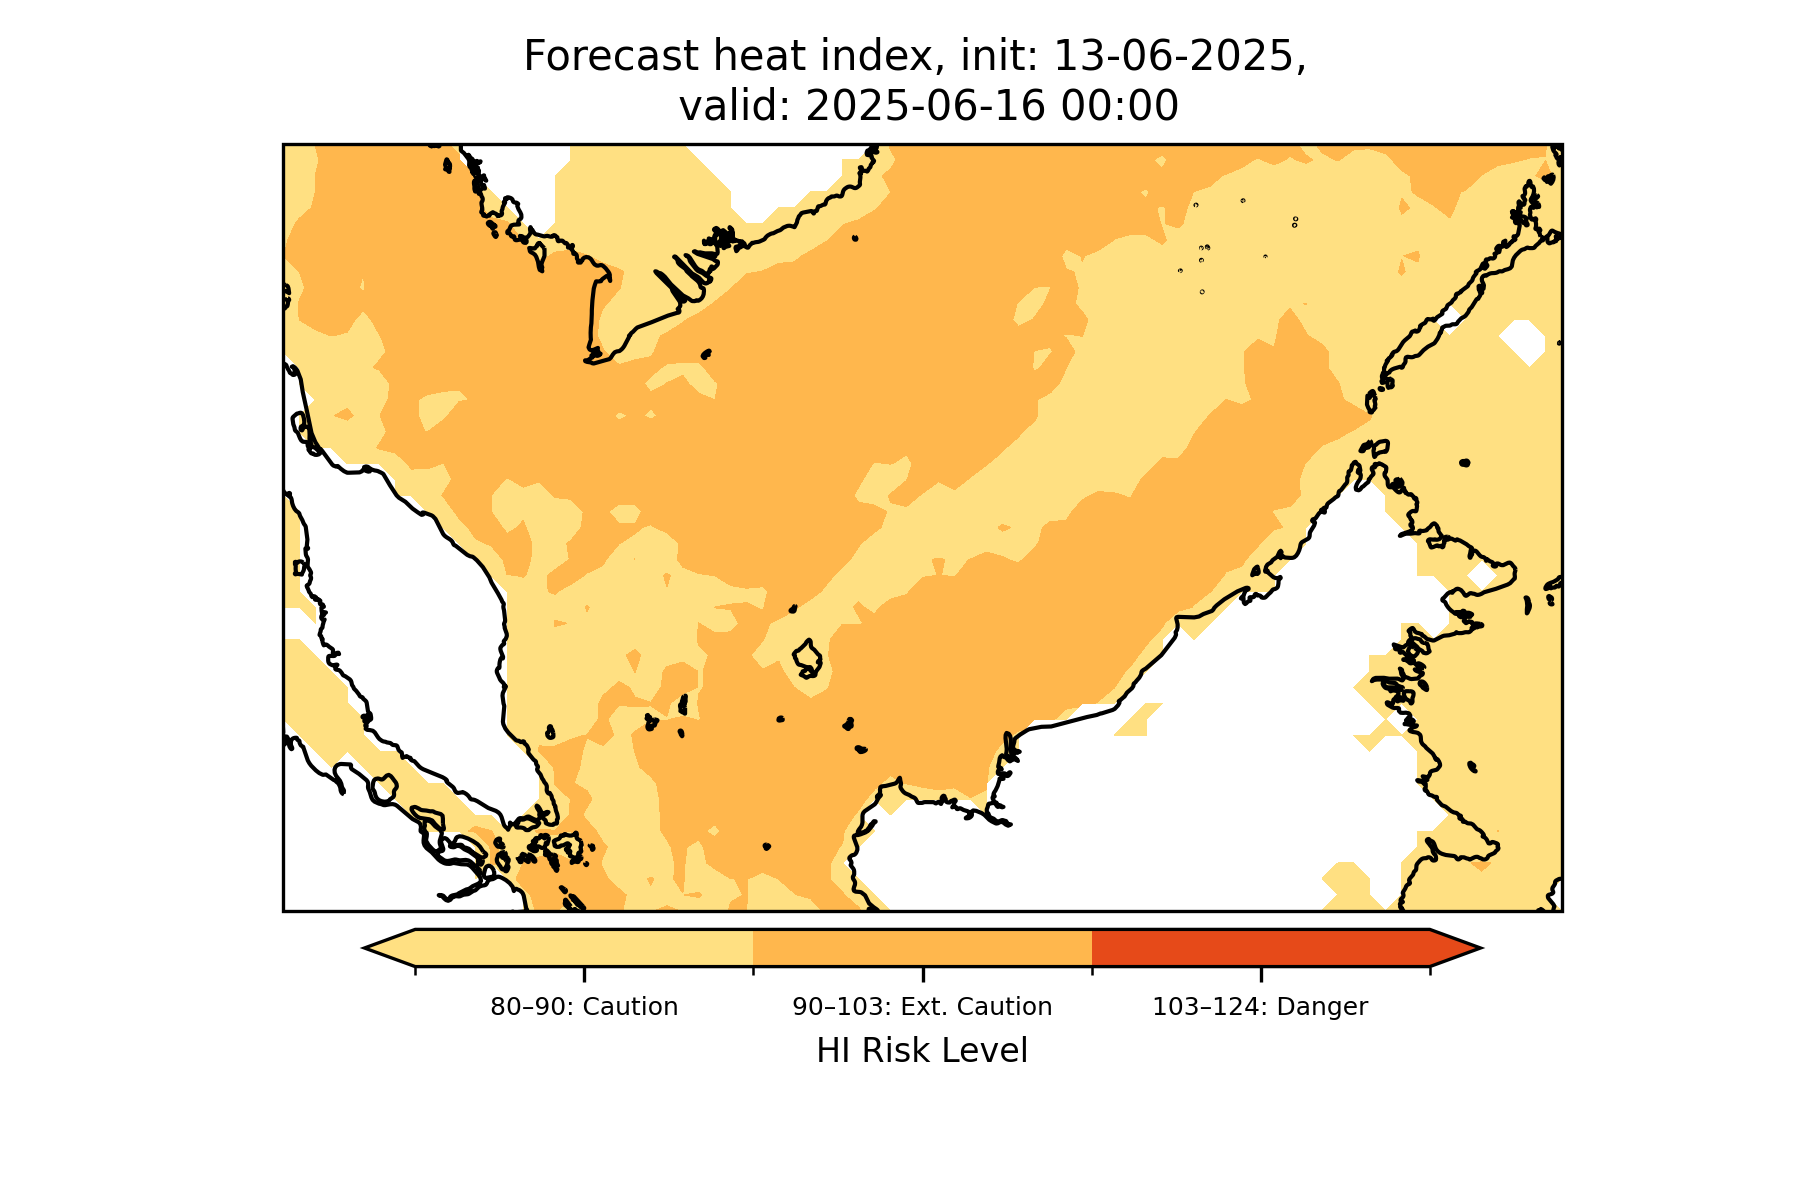 Forecast heat index, init: 13-06-2025,
valid: 2025-06-16 00:00
80–90: Caution
90–103: Ext. Caution
103–124: Danger
HI Risk Level